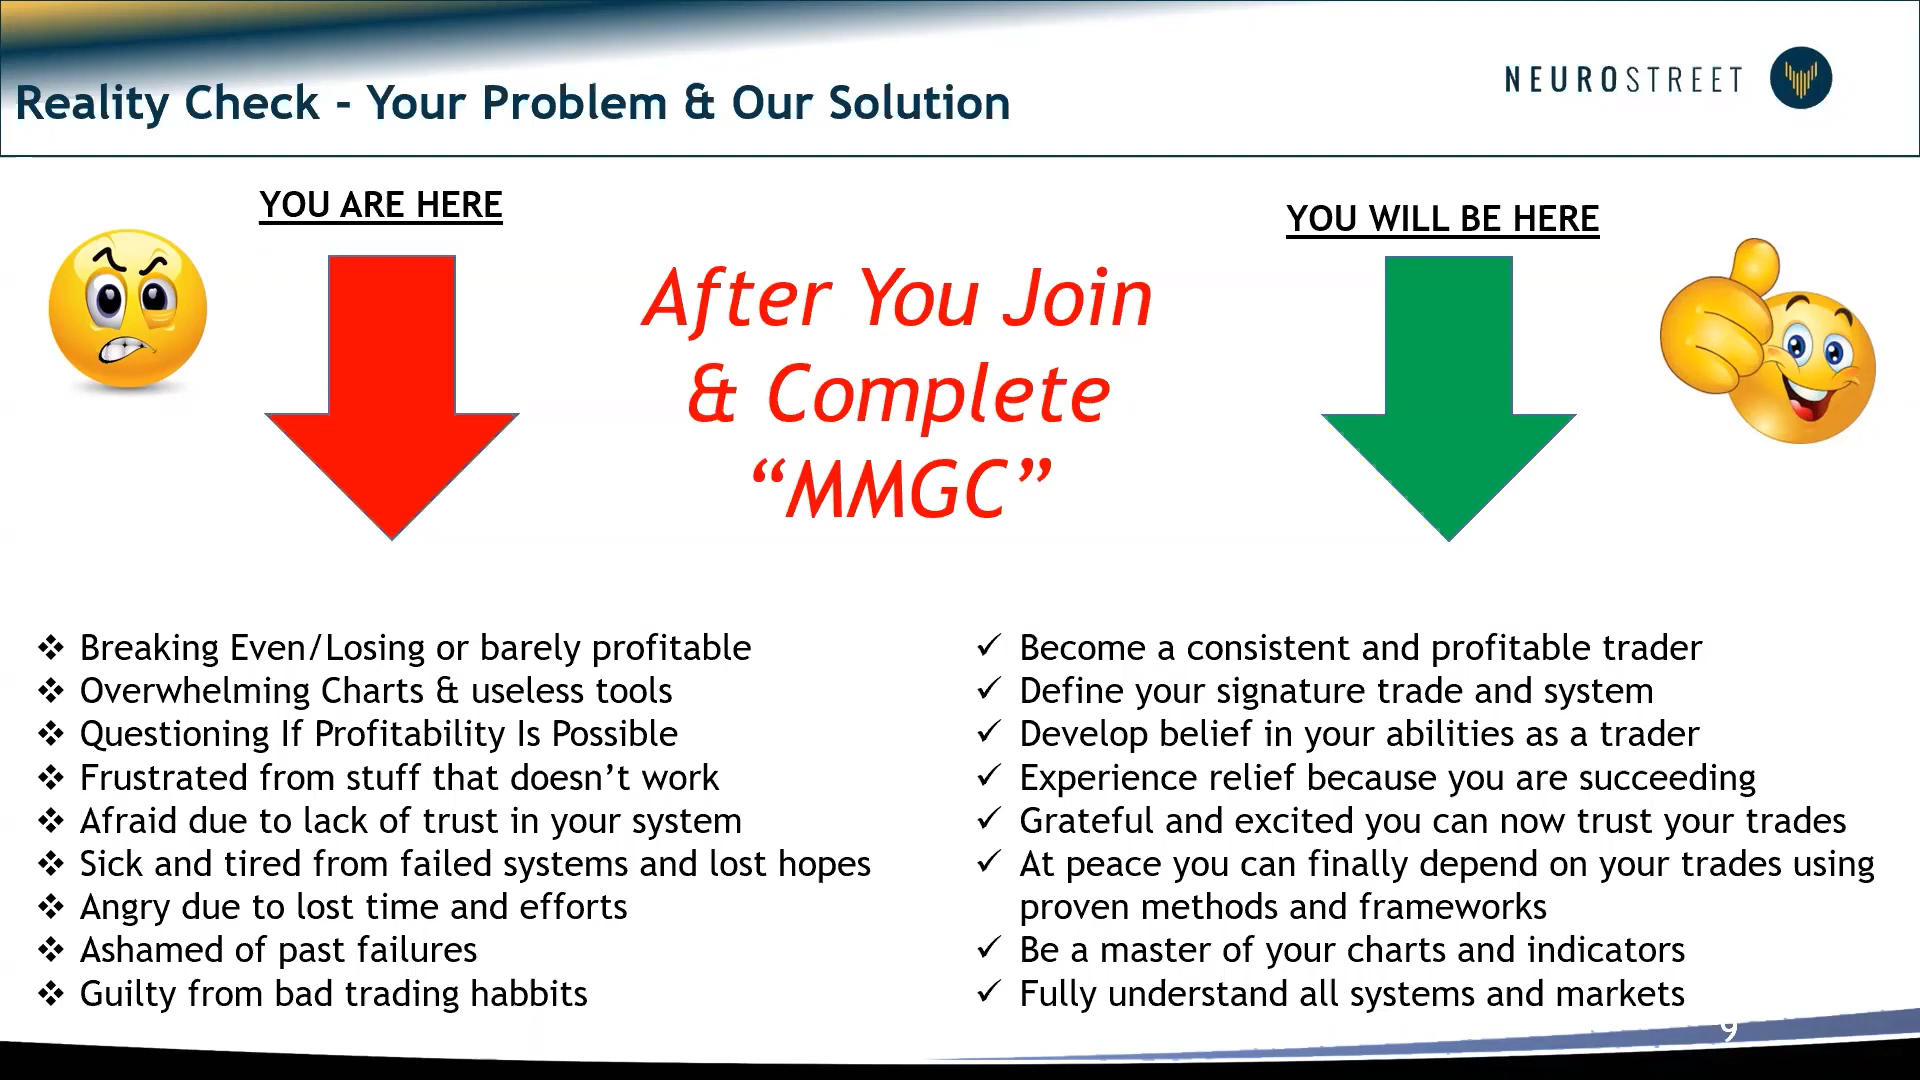 Reality Check - Your Problem & Our Solution
NEUROSTREET
YOU ARE HERE
YOU WILL BE HERE
After You Join
& Complete
“MMGC”
Breaking Even/Losing or barely profitable
Overwhelming Charts & useless tools
Questioning If Profitability Is Possible
Frustrated from stuff that doesn’t work
Afraid due to lack of trust in your system
Sick and tired from failed systems and lost hopes
Angry due to lost time and efforts
Ashamed of past failures
Guilty from bad trading habbits
Become a consistent and profitable trader
Define your signature trade and system
Develop belief in your abilities as a trader
Experience relief because you are succeeding
Grateful and excited you can now trust your trades
At peace you can finally depend on your trades using
proven methods and frameworks
Be a master of your charts and indicators
Fully understand all systems and markets
9